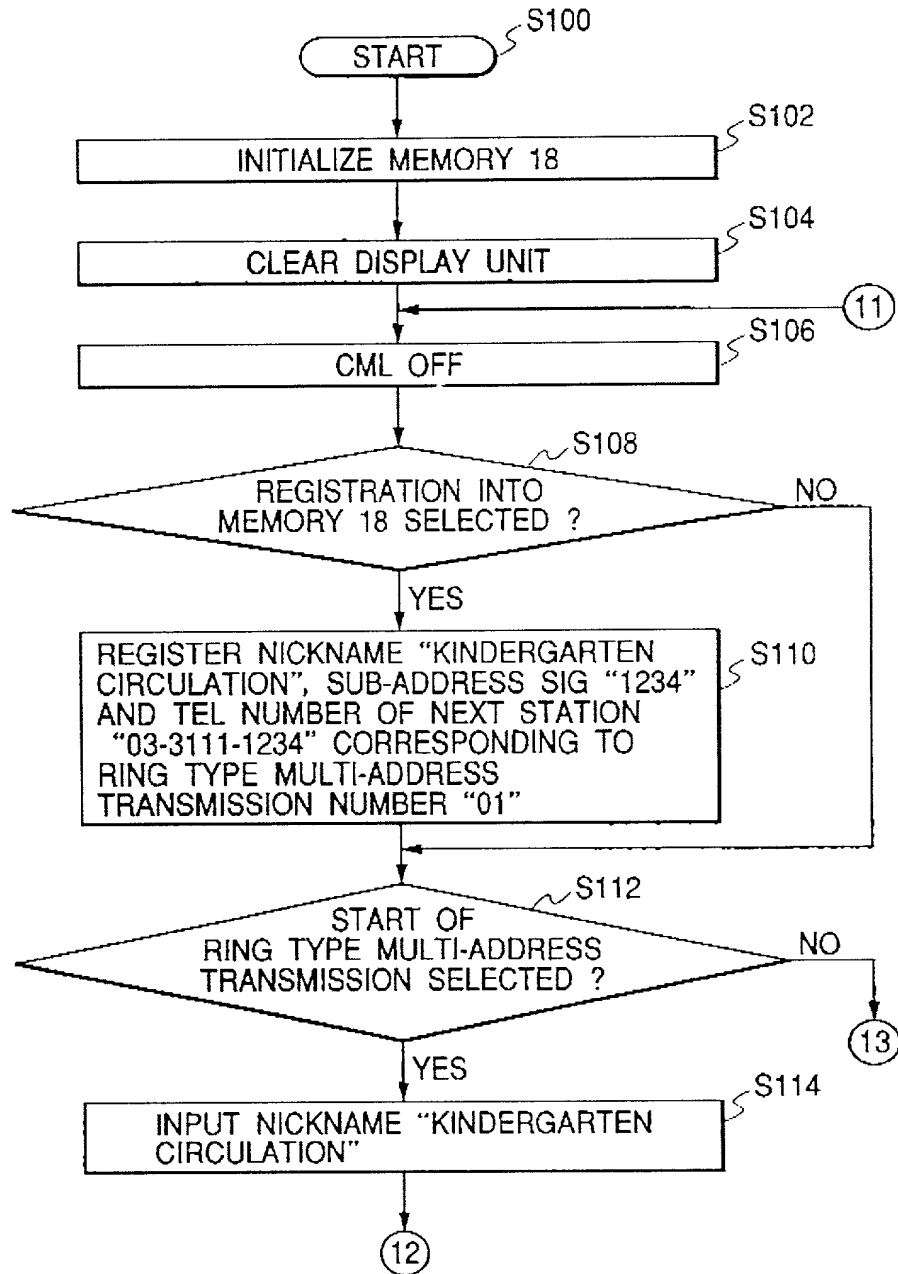 S100
START
S102
INITIALIZE MEMORY 18
S104
CLEAR DISPLAY UNIT
11
S106
CML OFF
S108
REGISTRATION INTO
MEMORY 18 SELECTED ?
NO
YES
REGISTER NICKNAME “KINDERGARTEN
CIRCULATION”, SUB-ADDRESS SIG “1234”
AND TEL NUMBER OF NEXT STATION
“03-3111-1234” CORRESPONDING TO
RING TYPE MULTI-ADDRESS
TRANSMISSION NUMBER “01”
S110
S112
START OF
RING TYPE MULTI-ADDRESS
TRANSMISSION SELECTED ?
NO
13
YES
S114
INPUT NICKNAME “KINDERGARTEN
CIRCULATION”
12